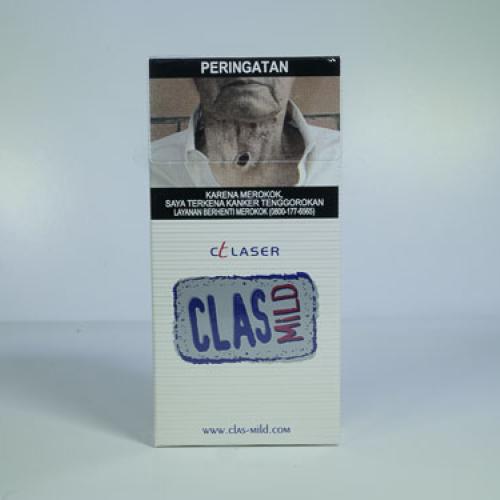 PERINGATAN
KARENA MEROKOK,
SAYA TERKENA KANKER TENGGOROKAN
LAYANAN BERHENTI MEROKOK (0800-177-6565)
CtLASER
CLAS MILD
www.clas-mild.com